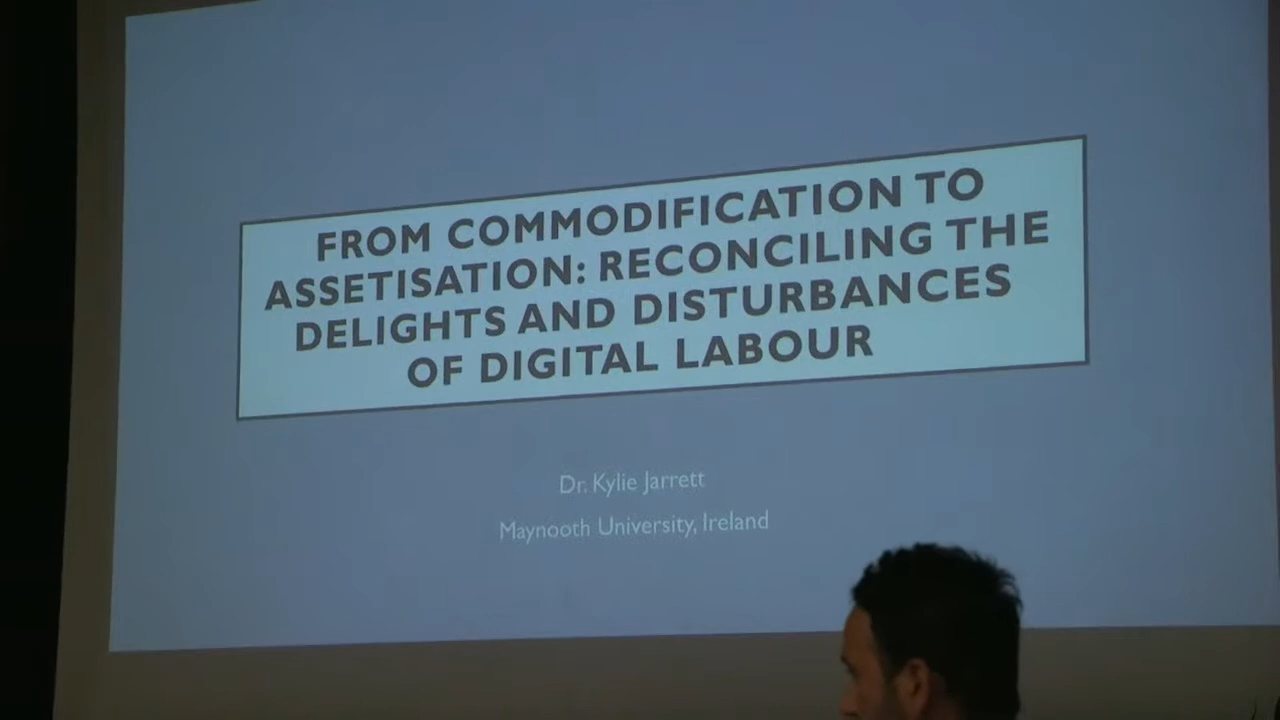 FROM COMMODIFICATION TO
ASSETISATION: RECONCILING THE
DELIGHTS AND DISTURBANCES
OF DIGITAL LABOUR
Dr. Kylie Jarrett
Maynooth University, Ireland